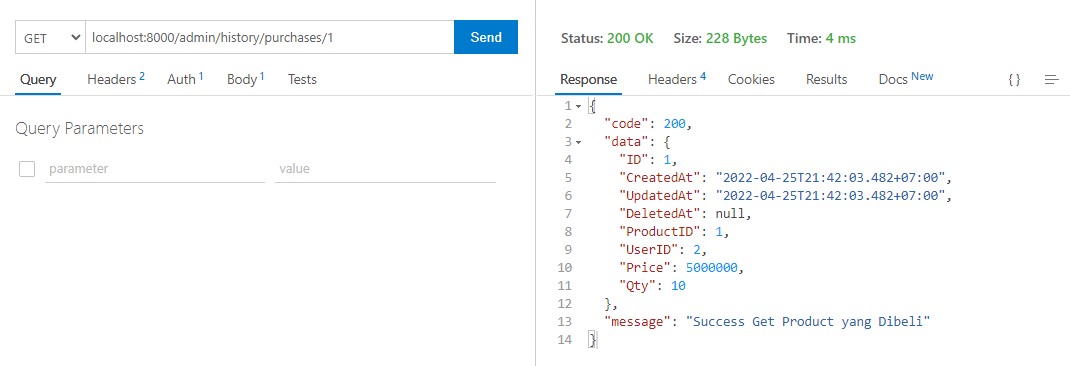 GET localhost:8000/admin/history/purchases/1 Send
Query Headers 2 Auth 1 Body 1 Tests
Query Parameters
parameter value
Status: 200 OK Size: 228 Bytes Time: 4 ms
Response Headers 4 Cookies Results Docs New {}
1 {
2 "code": 200,
3 "data": {
4 "ID": 1,
5 "CreatedAt": "2022-04-25T21:42:03.482+07:00",
6 "UpdatedAt": "2022-04-25T21:42:03.482+07:00",
7 "DeletedAt": null,
8 "ProductID": 1,
9 "UserID": 2,
10 "Price": 5000000,
11 "Qty": 10
12 },
13 "message": "Success Get Product yang Dibeli"
14 }